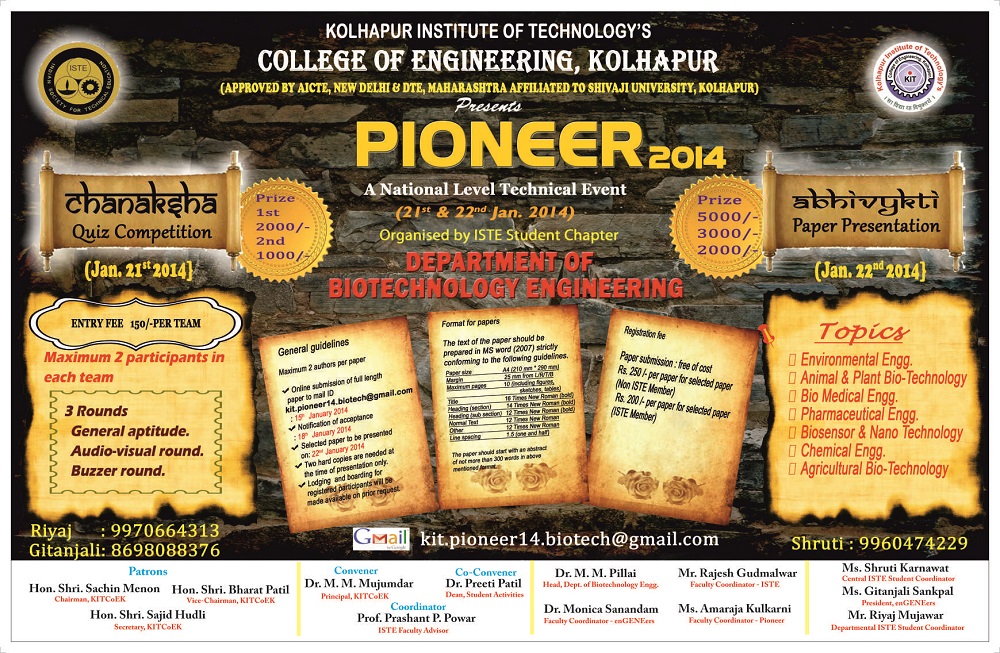 KOLHAPUR INSTITUTE OF TECHNOLOGY'S
COLLEGE OF ENGINEERING, KOLHAPUR
(APPROVED BY AICTE, NEW DELHI & DTE, MAHARASHTRA AFFILIATED TO SHIVAJI UNIVERSITY, KOLHAPUR)
Presents
PIONEER 2014
A National Level Technical Event
(21st & 22nd Jan. 2014)
Organised by ISTE Student Chapter
DEPARTMENT OF
BIOTECHNOLOGY ENGINEERING
ISTE
INDIAN SOCIETY FOR TECHNICAL EDUCATION
Kolhapur Institute of Technology's
KIT
chanaksha
Quiz Competition
(Jan. 21st 2014}
Prize
1st
2000/-
2nd
1000/-
Prize
5000/-
3000/-
2000/-
abhivykti
Paper Presentation
(Jan. 22nd 2014}
ENTRY FEE 150/-PER TEAM
Maximum 2 participants in
each team
3 Rounds
General aptitude.
Audio-visual round.
Buzzer round.
General guidelines
Maximum 2 authors per paper
✔ Online submission of full length
paper to mail ID
kit.pioneer14.biotech@gmail.com
: 15th January 2014
✔ Notification of acceptance
: 18th January 2014
✔ Selected paper to be presented
on: 22nd January 2014
✔ Two hard copies are needed at
the time of presentation only.
✔ Lodging and boarding for
registered participants will be
made available on prior request.
Format for papers
The text of the paper should be
prepared in MS word (2007) strictly
conforming to the following guidelines.
Paper size A4 (210 mm * 290 mm)
Margin 25 mm from L/R/T/B
Maximum pages 10 (including figures,
sketches, tables)
Title 16 Times New Roman (bold)
Heading (section) 14 Times New Roman (bold)
Heading (sub section) 12 Times New Roman (bold)
Normal Text 12 Times New Roman
Other 12 Times New Roman
Line spacing 1.5 (one and half)
The paper should start with an abstract
of not more than 300 words in above
mentioned format.
Registration fee
Paper submission : free of cost
Rs. 250 /- per paper for selected paper
(Non ISTE Member)
Rs. 200 /- per paper for selected paper
(ISTE Member)
Topics
Environmental Engg.
Animal & Plant Bio-Technology
Bio Medical Engg.
Pharmaceutical Engg.
Biosensor & Nano Technology
Chemical Engg.
Agricultural Bio-Technology
Riyaj : 9970664313
Gitanjali: 8698088376
GMail
kit.pioneer14.biotech@gmail.com
Shruti : 9960474229
Patrons
Hon. Shri. Sachin Menon
Chairman, KITCoEK
Hon. Shri. Bharat Patil
Vice-Chairman, KITCoEK
Hon. Shri. Sajid Hudli
Secretary, KITCoEK
Convener
Dr. M. M. Mujumdar
Principal, KITCoEK
Co-Convener
Dr. Preeti Patil
Dean, Student Activities
Coordinator
Prof. Prashant P. Powar
ISTE Faculty Advisor
Dr. M. M. Pillai
Head, Dept. of Biotechnology Engg.
Mr. Rajesh Gudmalwar
Faculty Coordinator - ISTE
Dr. Monica Sanandam
Faculty Coordinator - enGENEers
Ms. Amaraja Kulkarni
Faculty Coordinator - Pioneer
Ms. Shruti Karnawat
Central ISTE Student Coordinator
Ms. Gitanjali Sankpal
President, enGENEers
Mr. Riyaj Mujawar
Departmental ISTE Student Coordinator